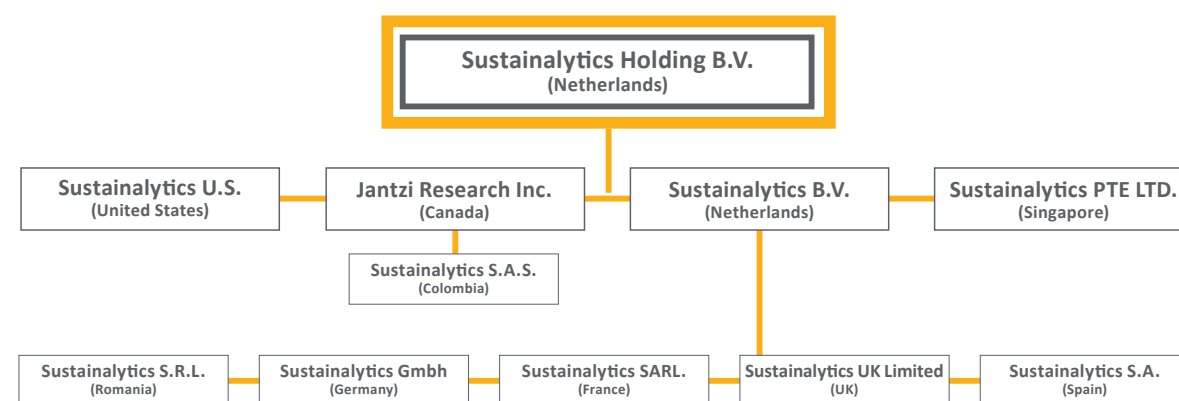 Sustainalytics Holding B.V.
(Netherlands)
Sustainalytics U.S.
(United States)
Jantzi Research Inc.
(Canada)
Sustainalytics B.V.
(Netherlands)
Sustainalytics PTE LTD.
(Singapore)
Sustainalytics S.A.S.
(Colombia)
Sustainalytics S.R.L.
(Romania)
Sustainalytics Gmbh
(Germany)
Sustainalytics SARL.
(France)
Sustainalytics UK Limited
(UK)
Sustainalytics S.A.
(Spain)